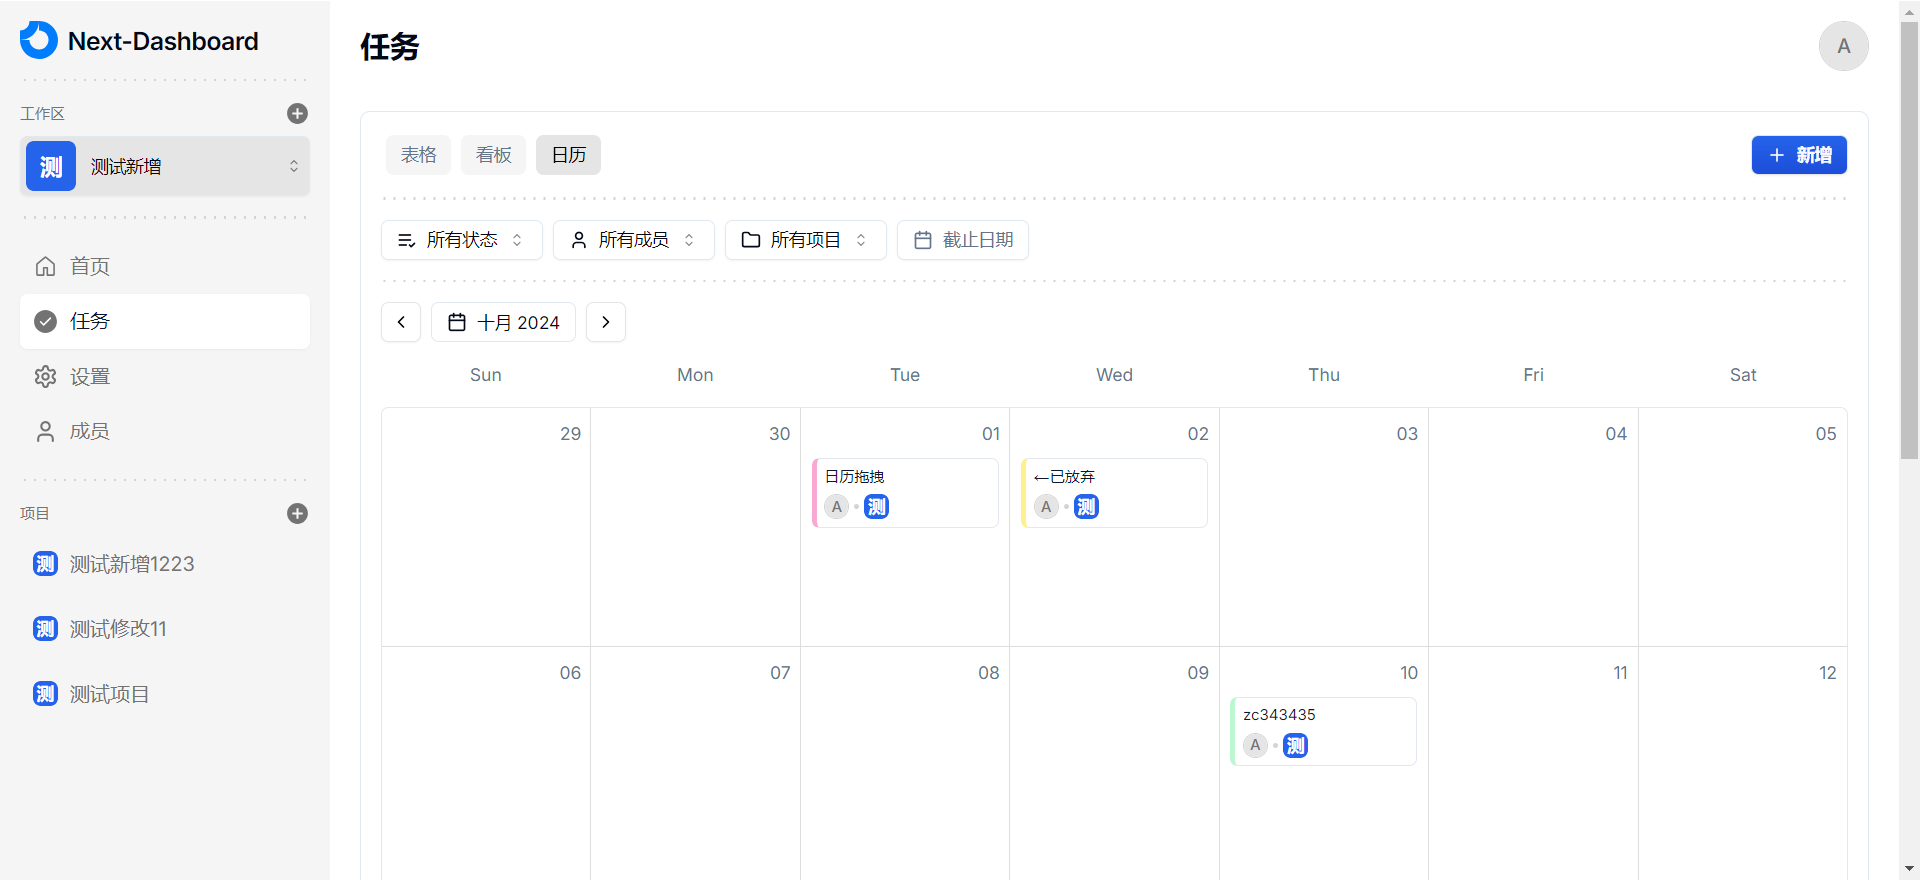 Next-Dashboard
工作区
测 测试新增
首页
任务
设置
成员
项目
测 测试新增1223
测 测试修改11
测 测试项目
任务
A
表格 看板 日历
新增
所有状态 所有成员 所有项目 截止日期
十月 2024
Sun Mon Tue Wed Thu Fri Sat
29 30 01 02 03 04 05
日历拖拽
A 测
←已放弃
A 测
06 07 08 09 10 11 12
zc343435
A 测